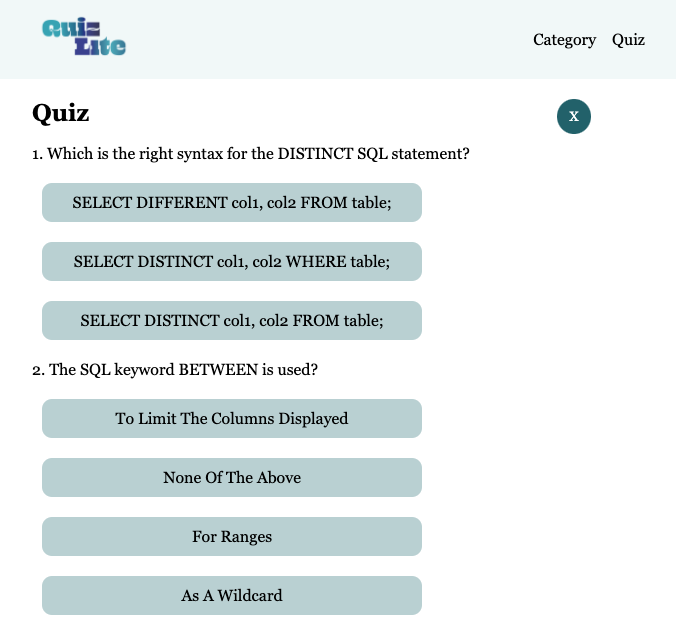 Quiz
Lite
Category Quiz
Quiz
x
1. Which is the right syntax for the DISTINCT SQL statement?
SELECT DIFFERENT col1, col2 FROM table;
SELECT DISTINCT col1, col2 WHERE table;
SELECT DISTINCT col1, col2 FROM table;
2. The SQL keyword BETWEEN is used?
To Limit The Columns Displayed
None Of The Above
For Ranges
As A Wildcard